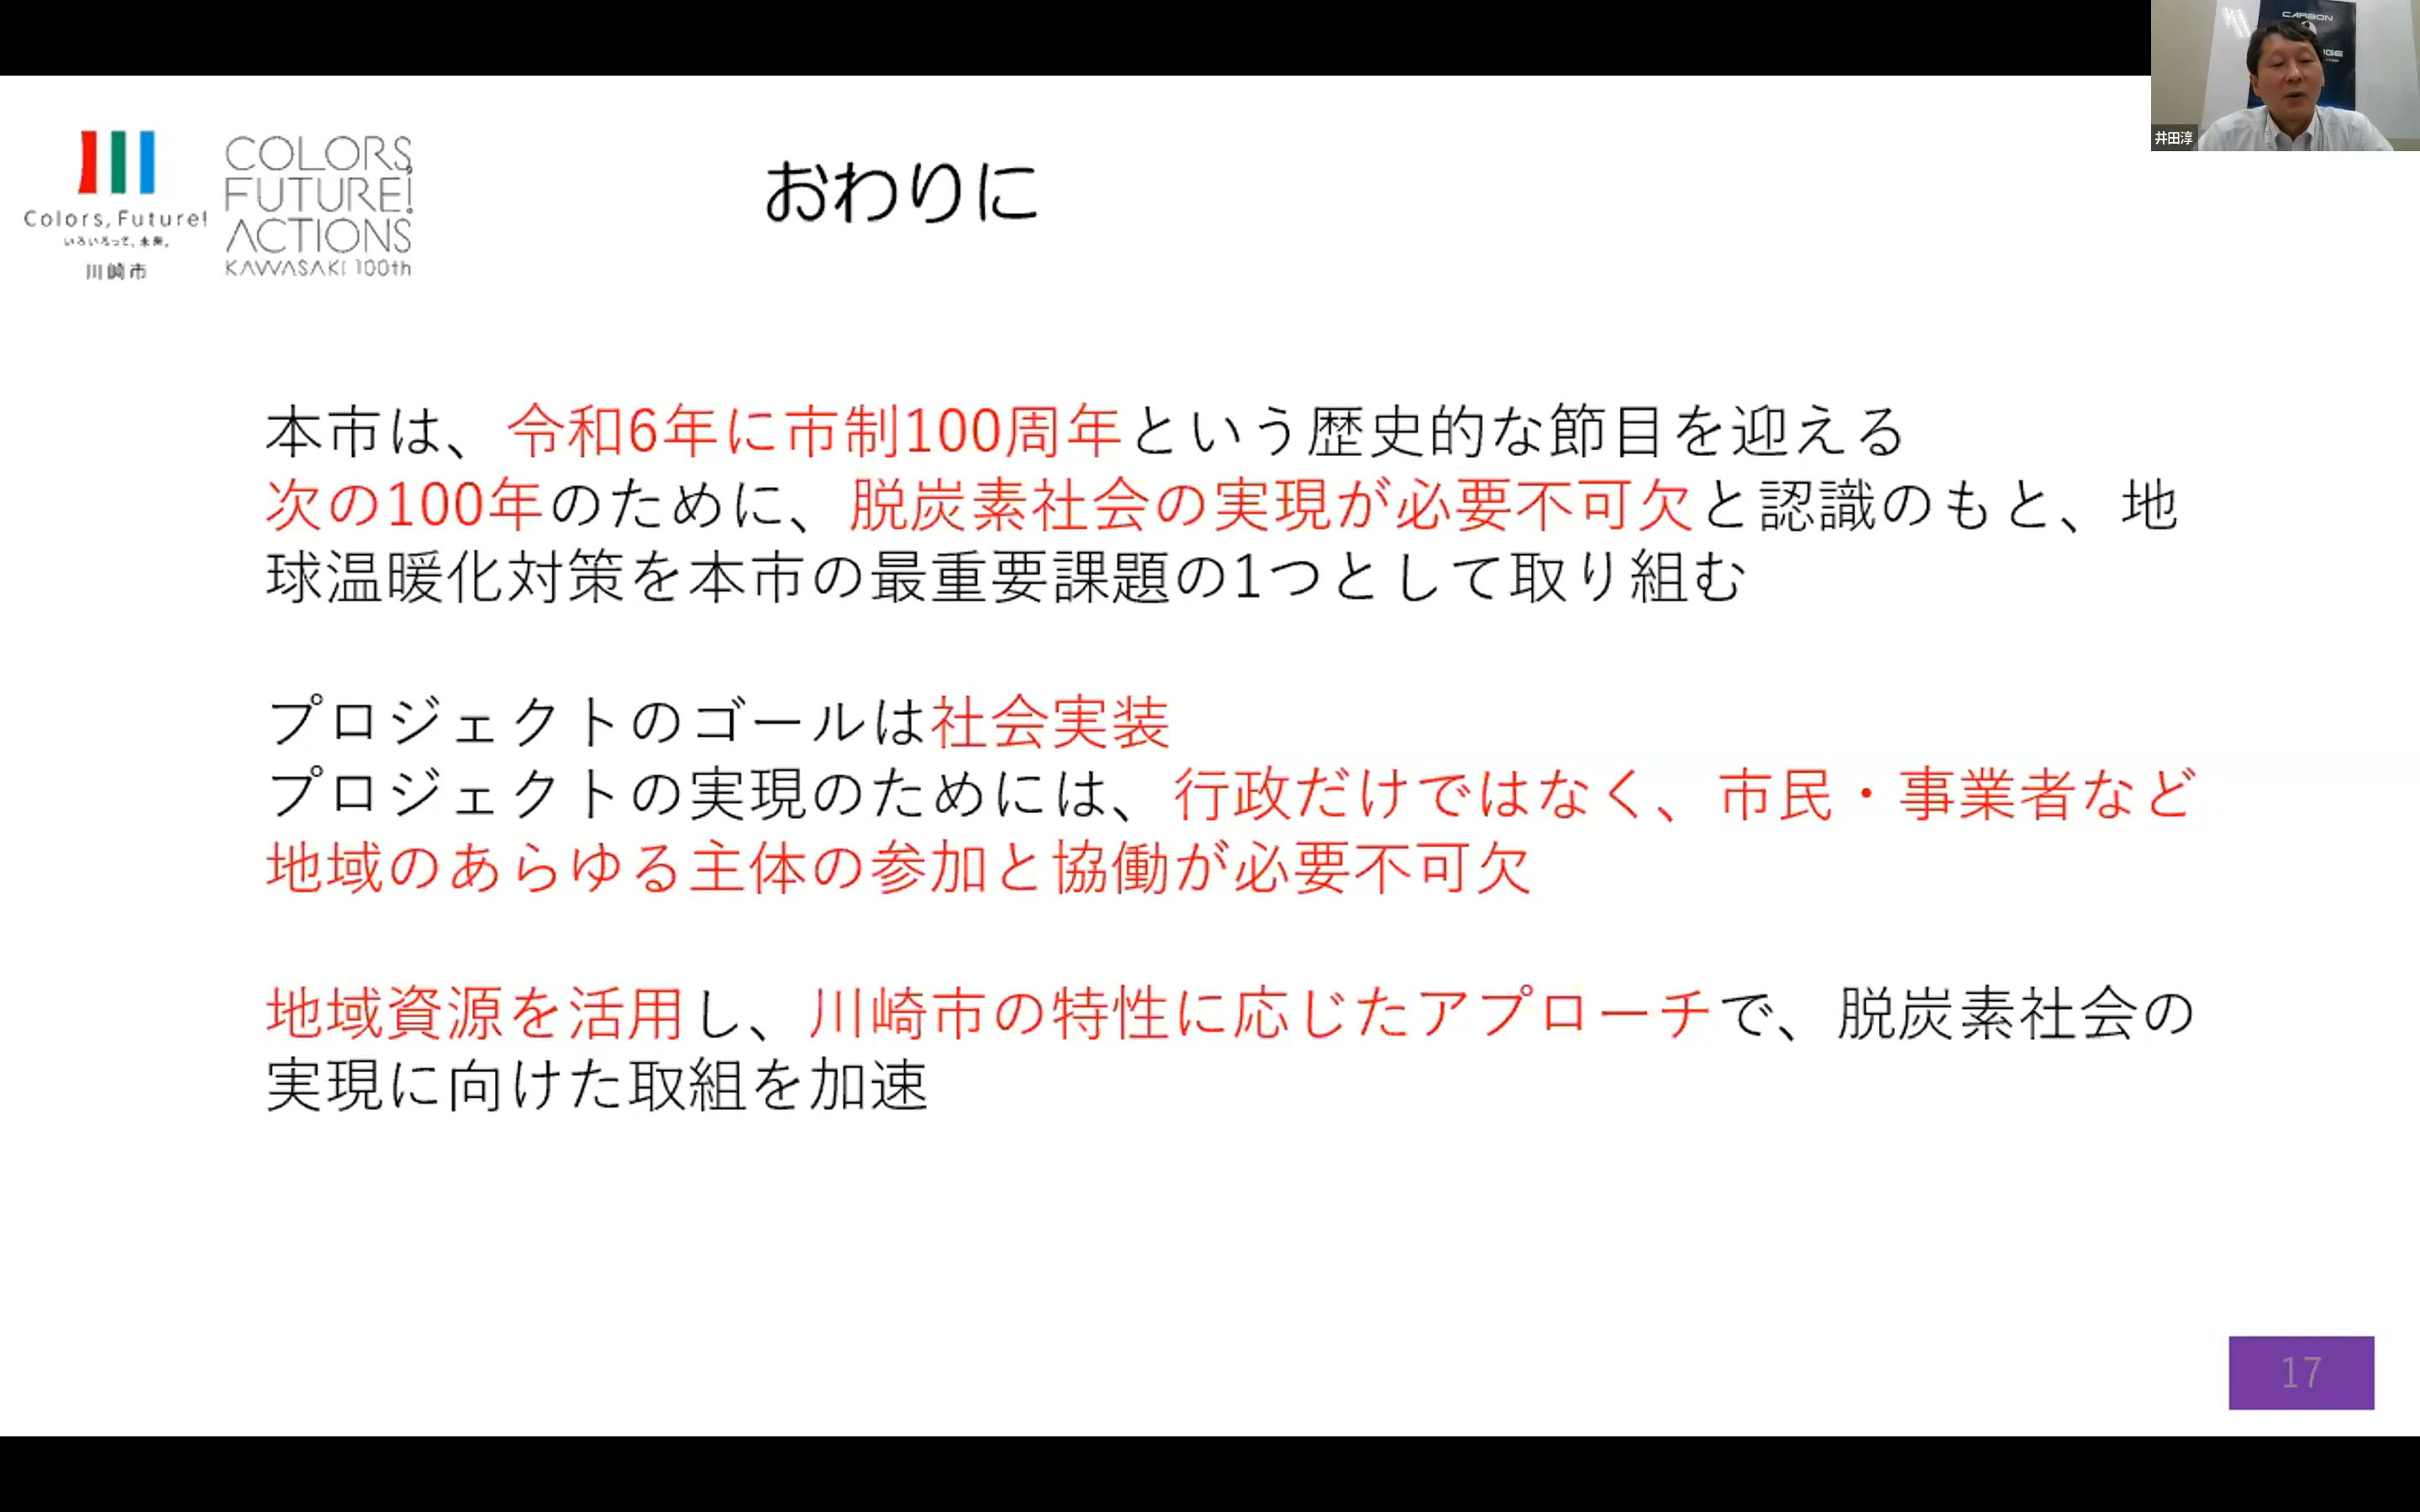 CARBON
井田淳
Colors, Future!
いろいろって、未来。
川崎市
COLORS,
FUTURE!
ACTIONS
KAWASAKI 100th
おわりに
本市は、令和6年に市制100周年という歴史的な節目を迎える
次の100年のために、脱炭素社会の実現が必要不可欠と認識のもと、地
球温暖化対策を本市の最重要課題の1つとして取り組む
プロジェクトのゴールは社会実装
プロジェクトの実現のためには、行政だけではなく、市民・事業者など
地域のあらゆる主体の参加と協働が必要不可欠
地域資源を活用し、川崎市の特性に応じたアプローチで、脱炭素社会の
実現に向けた取組を加速
17